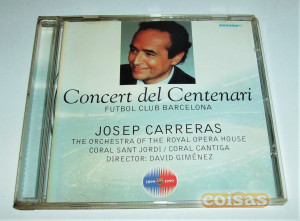 Concert del Centenari
FUTBOL CLUB BARCELONA
JOSEP CARRERAS
THE ORCHESTRA OF THE ROYAL OPERA HOUSE
CORAL SANT JORDI / CORAL CANTIGA
DIRECTOR: DAVID GIMÉNEZ
coisas